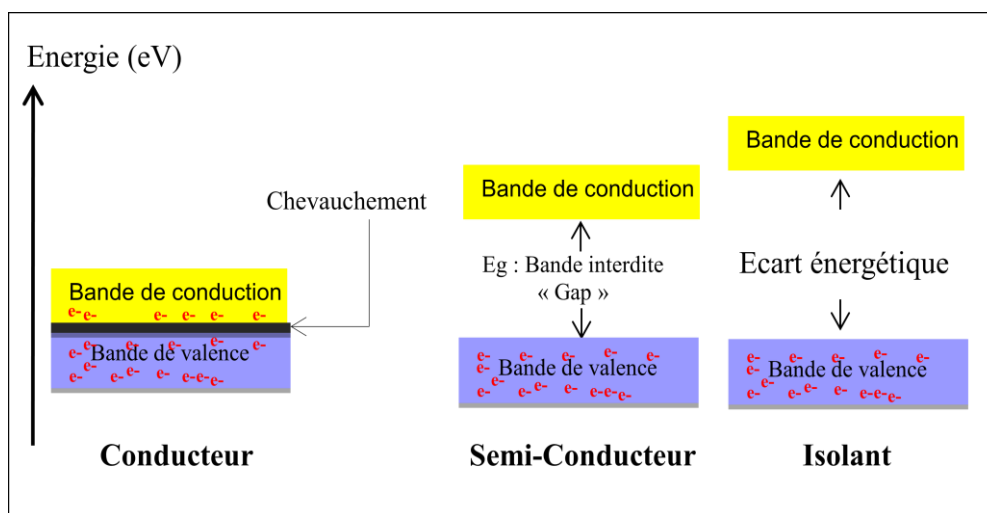 Energie (eV)
Bande de conduction
e- e- e- e- e- e-
Chevauchement
e- e- e- e- e-
Bande de valence
e- e- e- e- e- e- e-
Conducteur
Bande de conduction
Eg : Bande interdite
« Gap »
e- e- e- e- e-
Bande de valence
e- e- e- e- e- e- e- e-
Semi-Conducteur
Bande de conduction
Ecart énergétique
e- e- e- e- e-
Bande de valence
e- e- e- e- e- e- e- e-
Isolant